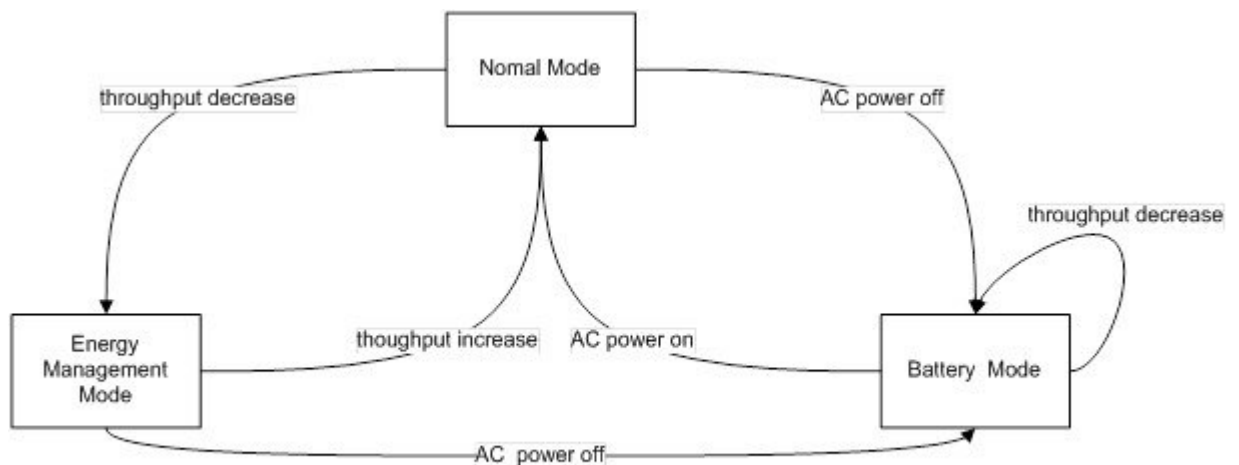 Nomal Mode
throughput decrease
AC power off
throughput decrease
Energy
Management
Mode
thoughput increase
AC power on
Battery Mode
AC power off